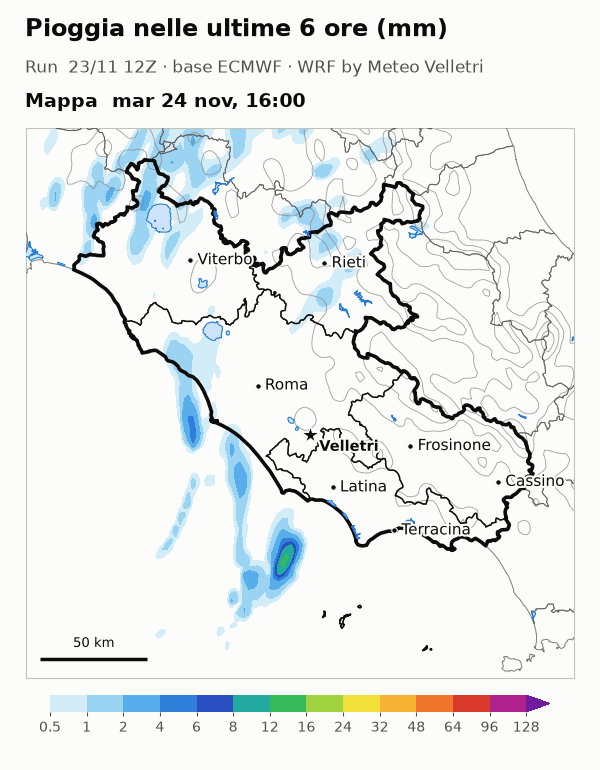 Pioggia nelle ultime 6 ore (mm)
Run  23/11 12Z · base ECMWF · WRF by Meteo Velletri
Mappa  mar 24 nov, 16:00
Viterbo
Rieti
Roma
Velletri
Frosinone
Cassino
Latina
Terracina
50 km
0.5 1 2 4 6 8 12 16 24 32 48 64 96 128